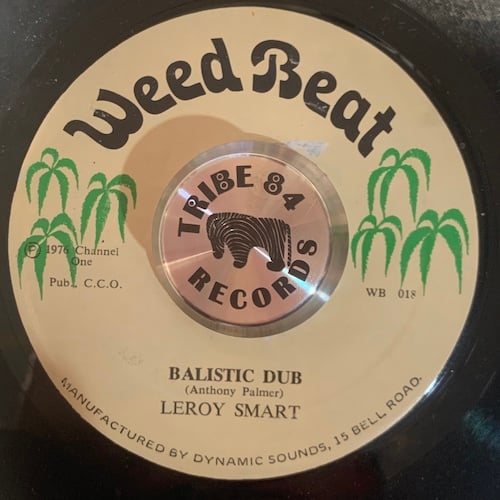 Weed Beat
TRIBE 84
RECORDS
Ⓟ 1976 Channel
One
Pub. C.C.O.
WB 018
BALISTIC DUB
(Anthony Palmer)
LEROY SMART
MANUFACTURED BY DYNAMIC SOUNDS, 15 BELL ROAD.